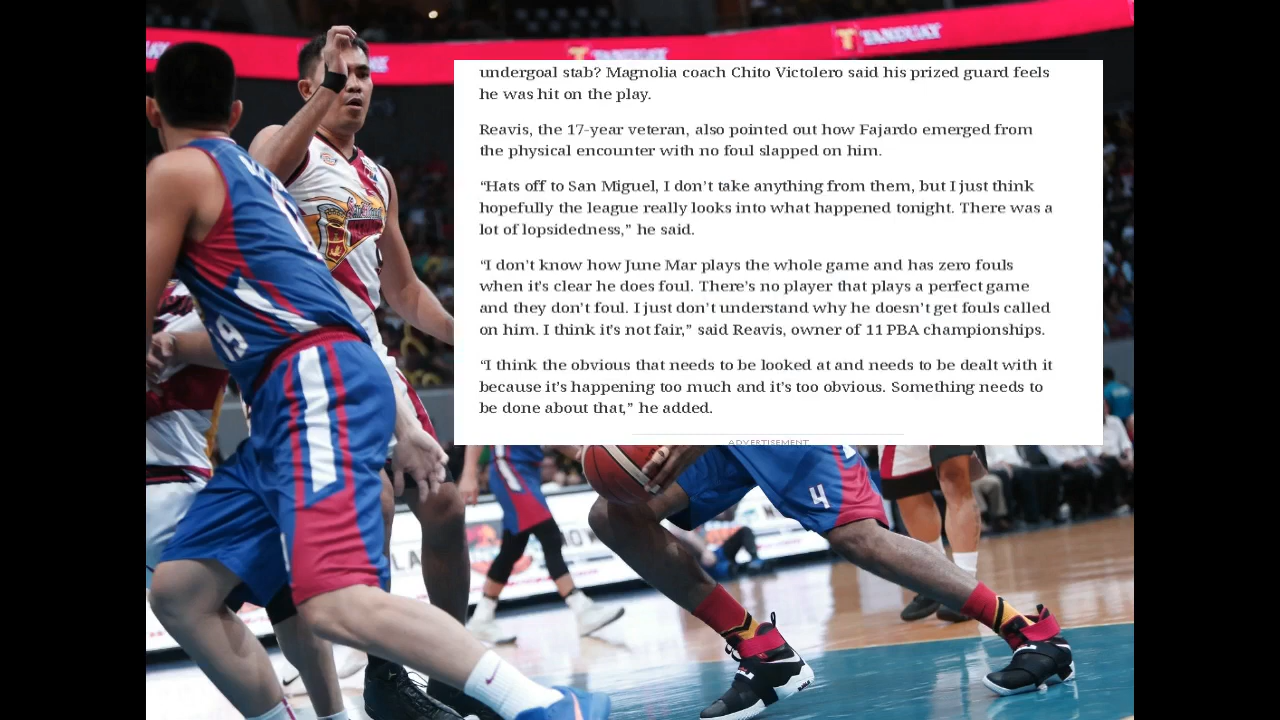 TANDUAY
TANDUAY
undergoal stab? Magnolia coach Chito Victolero said his prized guard feels
he was hit on the play.
Reavis, the 17-year veteran, also pointed out how Fajardo emerged from
the physical encounter with no foul slapped on him.
“Hats off to San Miguel, I don’t take anything from them, but I just think
hopefully the league really looks into what happened tonight. There was a
lot of lopsidedness,” he said.
“I don’t know how June Mar plays the whole game and has zero fouls
when it’s clear he does foul. There’s no player that plays a perfect game
and they don’t foul. I just don’t understand why he doesn’t get fouls called
on him. I think it’s not fair,” said Reavis, owner of 11 PBA championships.
“I think the obvious that needs to be looked at and needs to be dealt with it
because it’s happening too much and it’s too obvious. Something needs to
be done about that,” he added.
ADVERTISEMENT
19
4